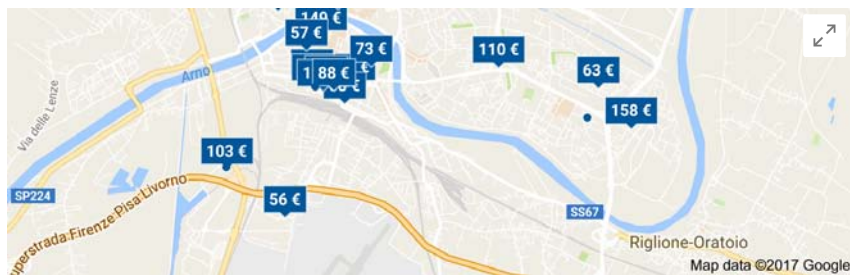 149 €
57 €
73 €
110 €
88 €
63 €
158 €
Arno
Via delle Lenze
103 €
SP224
56 €
SS67
uperstrada Firenze Pisa Livorno
Riglione-Oratoio
Map data ©2017 Google